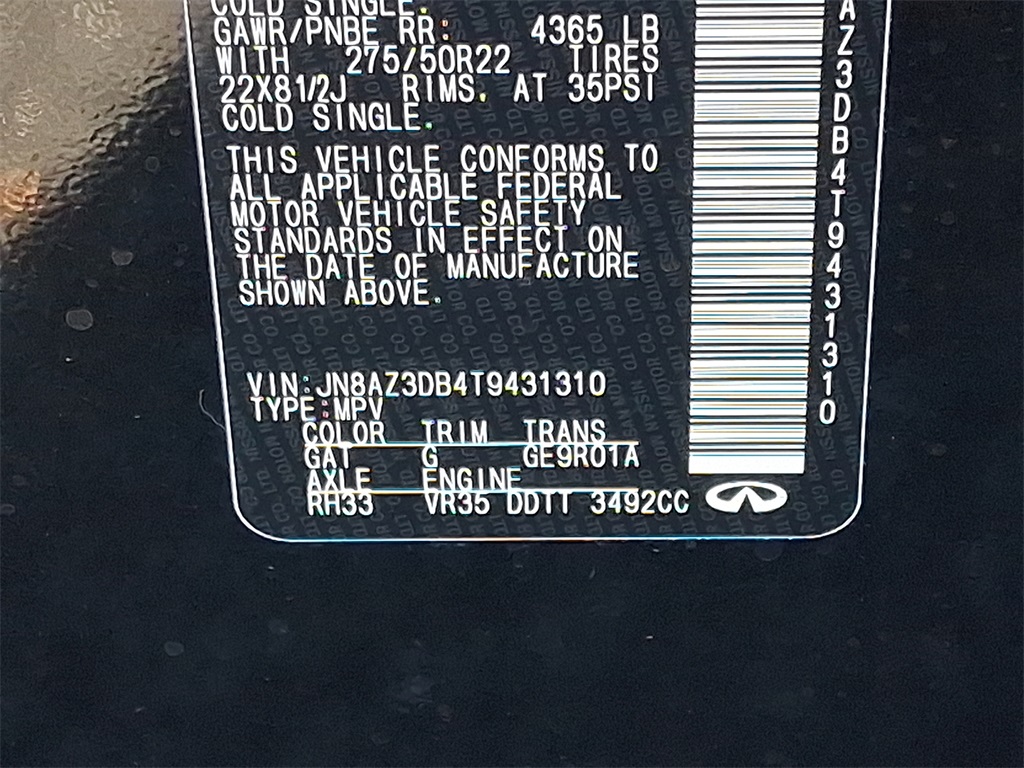 COLD SINGLE.
GAWR/PNBE RR: 4365 LB
WITH 275/50R22 TIRES
22X81/2J RIMS. AT 35PSI
COLD SINGLE.
THIS VEHICLE CONFORMS TO
ALL APPLICABLE FEDERAL
MOTOR VEHICLE SAFETY
STANDARDS IN EFFECT ON
THE DATE OF MANUFACTURE
SHOWN ABOVE.
VIN:JN8AZ3DB4T9431310
TYPE:MPV
COLOR TRIM TRANS
GAT G GE9R01A
AXLE ENGINE
RH33 VR35 DDTT 3492CC
AZ3DB4T9431310